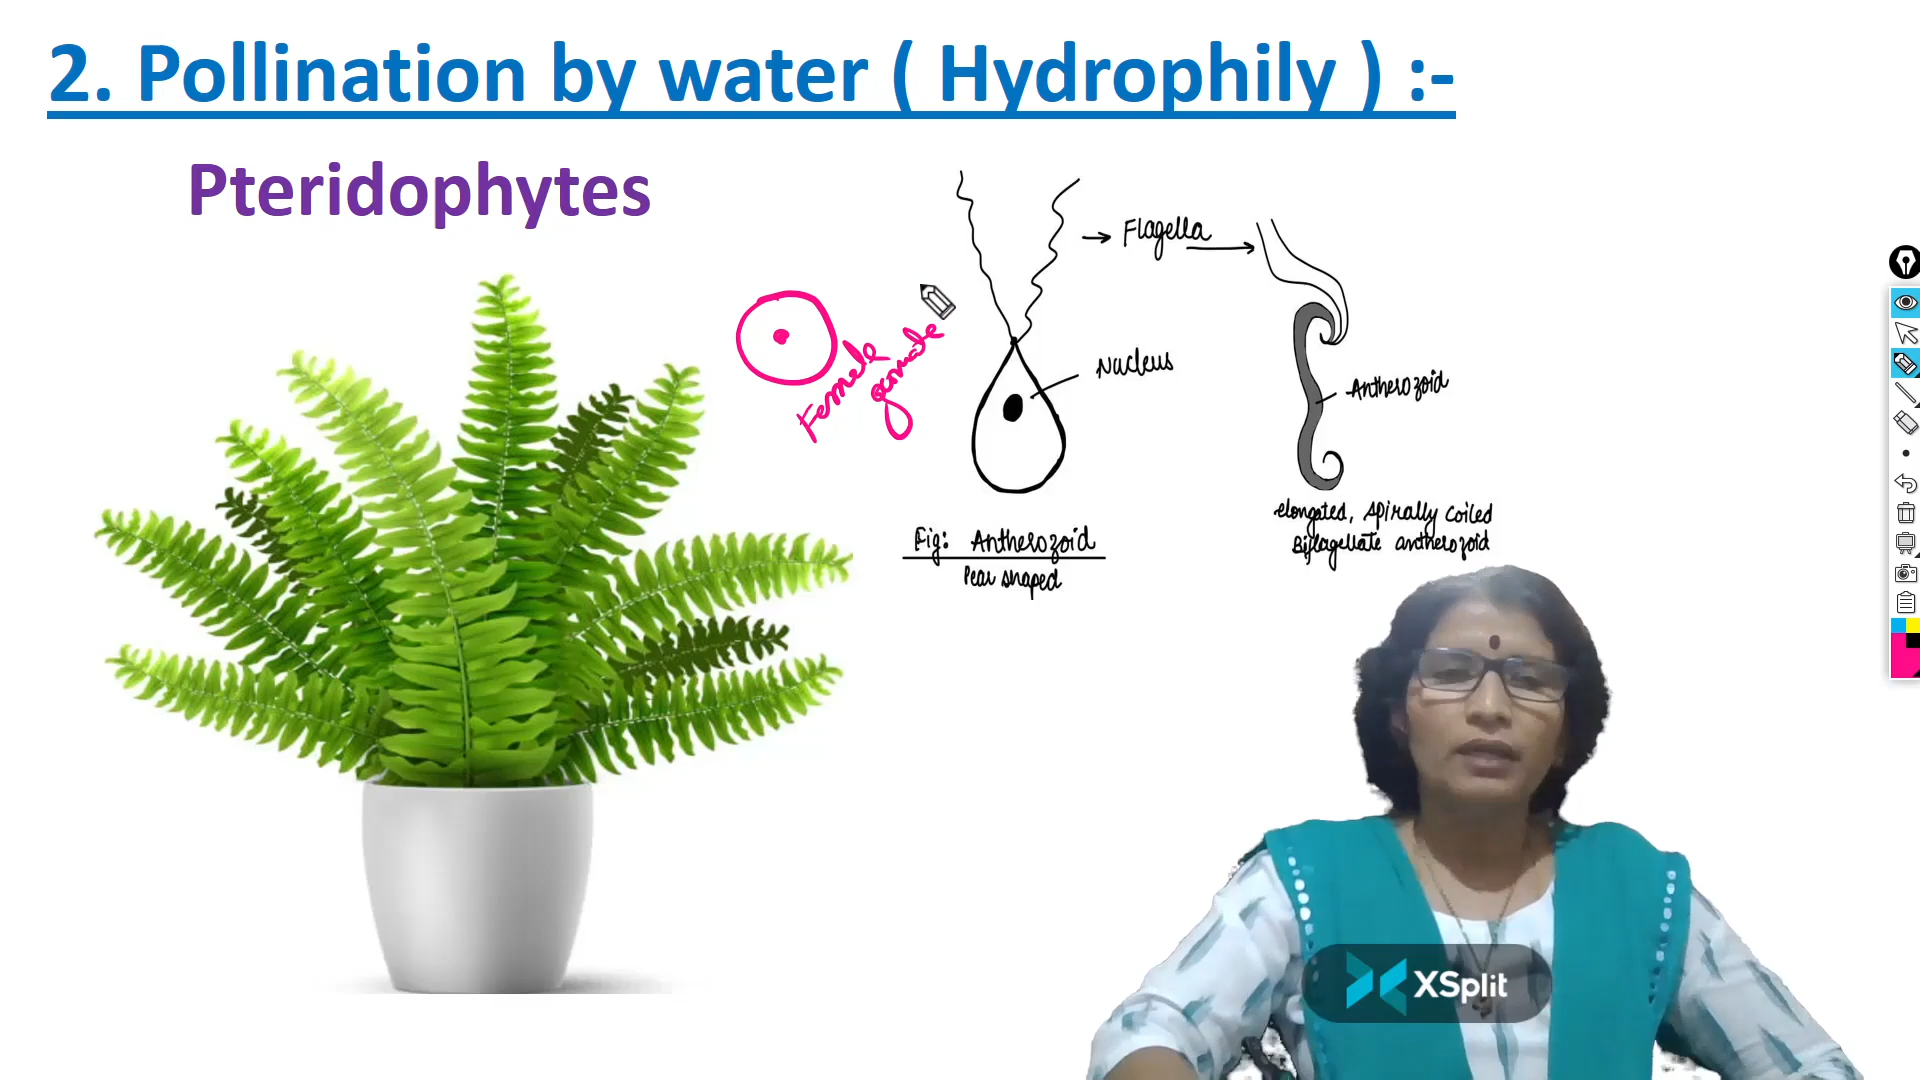 2. Pollination by water ( Hydrophily ) :-
Pteridophytes
Flagella
Female
gamate
Nucleus
Antherozoid
elongated, spirally coiled
Biflagellate antherozoid
Fig: Antherozoid
Pear shaped
XSplit